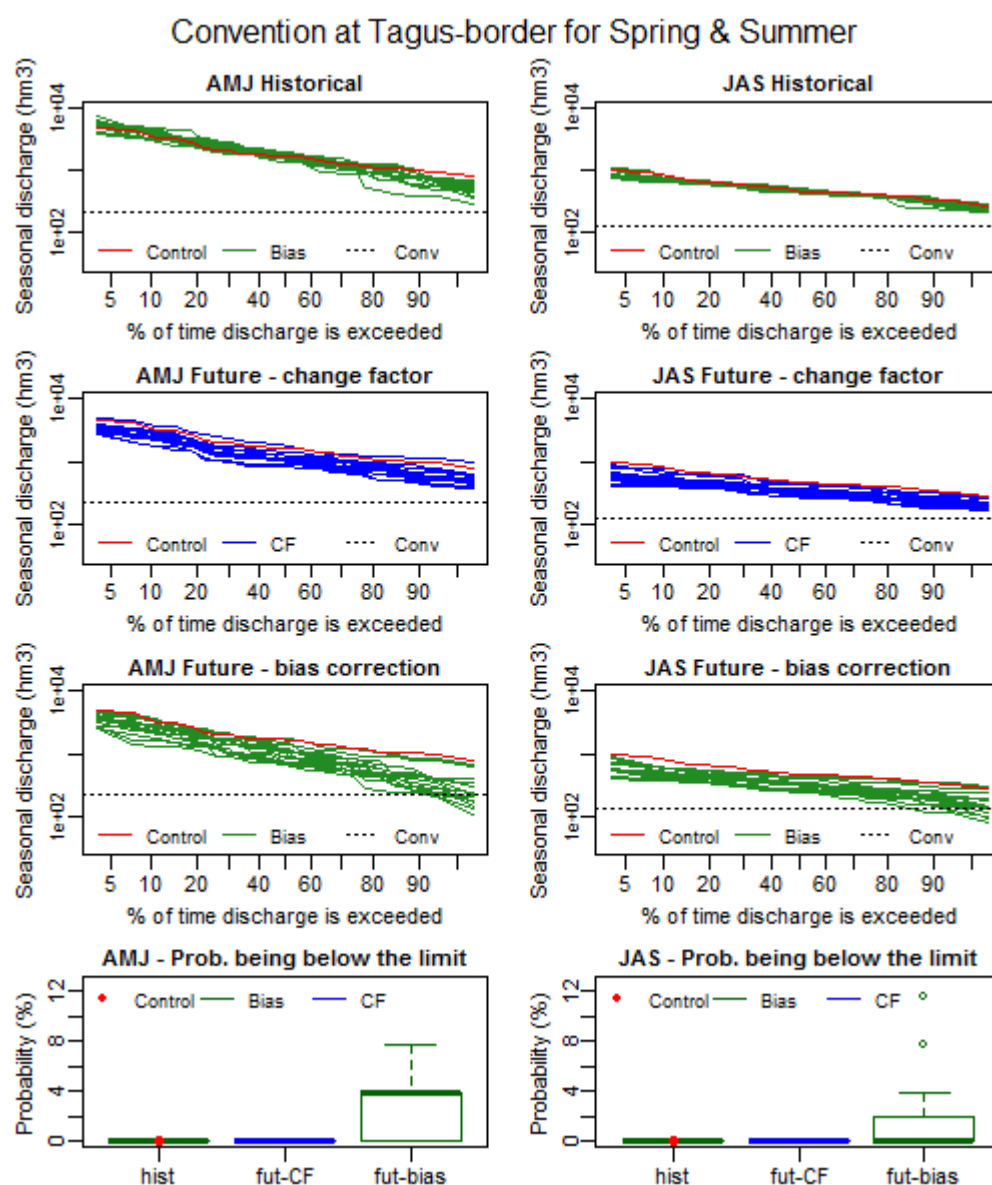 Convention at Tagus-border for Spring & Summer
AMJ Historical
Seasonal discharge (hm3)
1e+04
1e+02
Control Bias Conv
5 10 20 40 60 80 90
% of time discharge is exceeded
JAS Historical
Seasonal discharge (hm3)
1e+04
1e+02
Control Bias Conv
5 10 20 40 60 80 90
% of time discharge is exceeded
AMJ Future - change factor
Seasonal discharge (hm3)
1e+04
1e+02
Control CF Conv
5 10 20 40 60 80 90
% of time discharge is exceeded
JAS Future - change factor
Seasonal discharge (hm3)
1e+04
1e+02
Control CF Conv
5 10 20 40 60 80 90
% of time discharge is exceeded
AMJ Future - bias correction
Seasonal discharge (hm3)
1e+04
1e+02
Control Bias Conv
5 10 20 40 60 80 90
% of time discharge is exceeded
JAS Future - bias correction
Seasonal discharge (hm3)
1e+04
1e+02
Control Bias Conv
5 10 20 40 60 80 90
% of time discharge is exceeded
AMJ - Prob. being below the limit
Probability (%)
12
8
4
0
Control Bias CF
hist fut-CF fut-bias
JAS - Prob. being below the limit
Probability (%)
12
8
4
0
Control Bias CF
hist fut-CF fut-bias